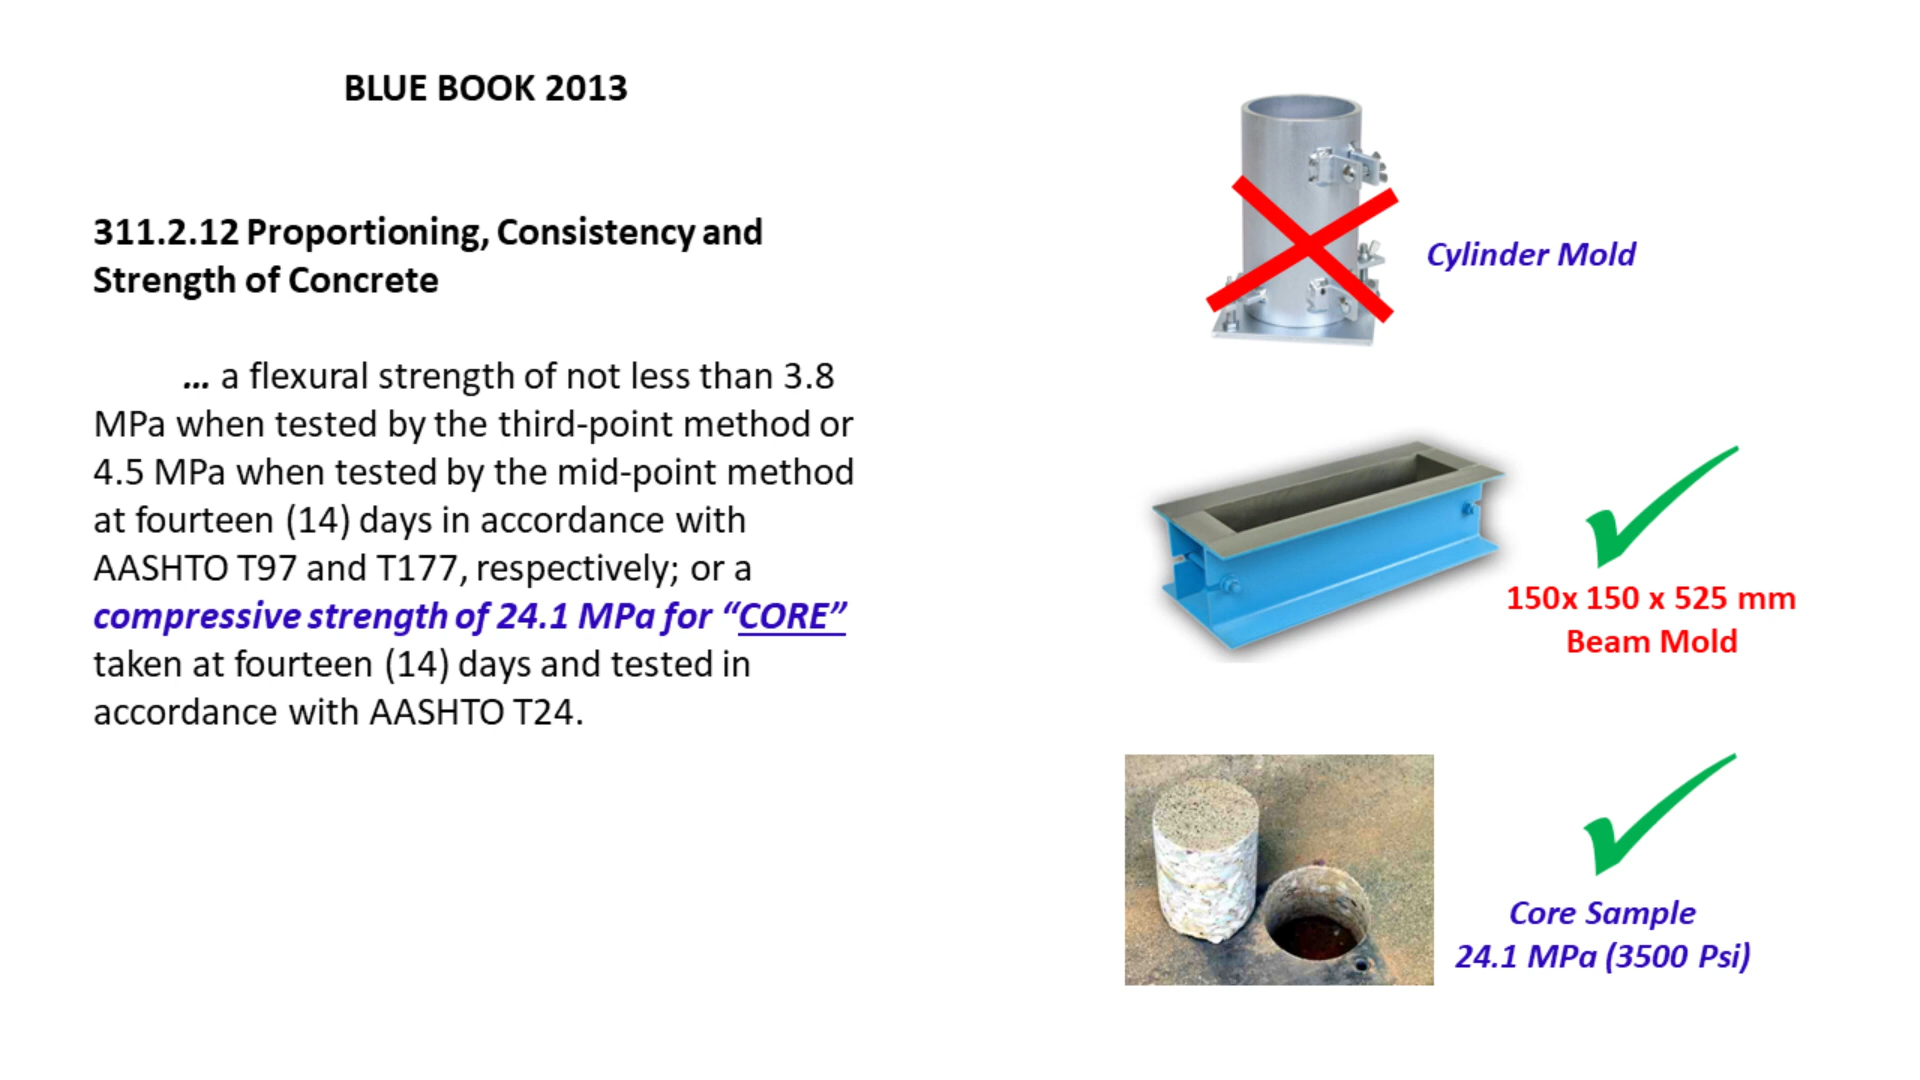 BLUE BOOK 2013
311.2.12 Proportioning, Consistency and
Strength of Concrete
... a flexural strength of not less than 3.8
MPa when tested by the third-point method or
4.5 MPa when tested by the mid-point method
at fourteen (14) days in accordance with
AASHTO T97 and T177, respectively; or a
compressive strength of 24.1 MPa for “CORE”
taken at fourteen (14) days and tested in
accordance with AASHTO T24.
Cylinder Mold
150x 150 x 525 mm
Beam Mold
Core Sample
24.1 MPa (3500 Psi)